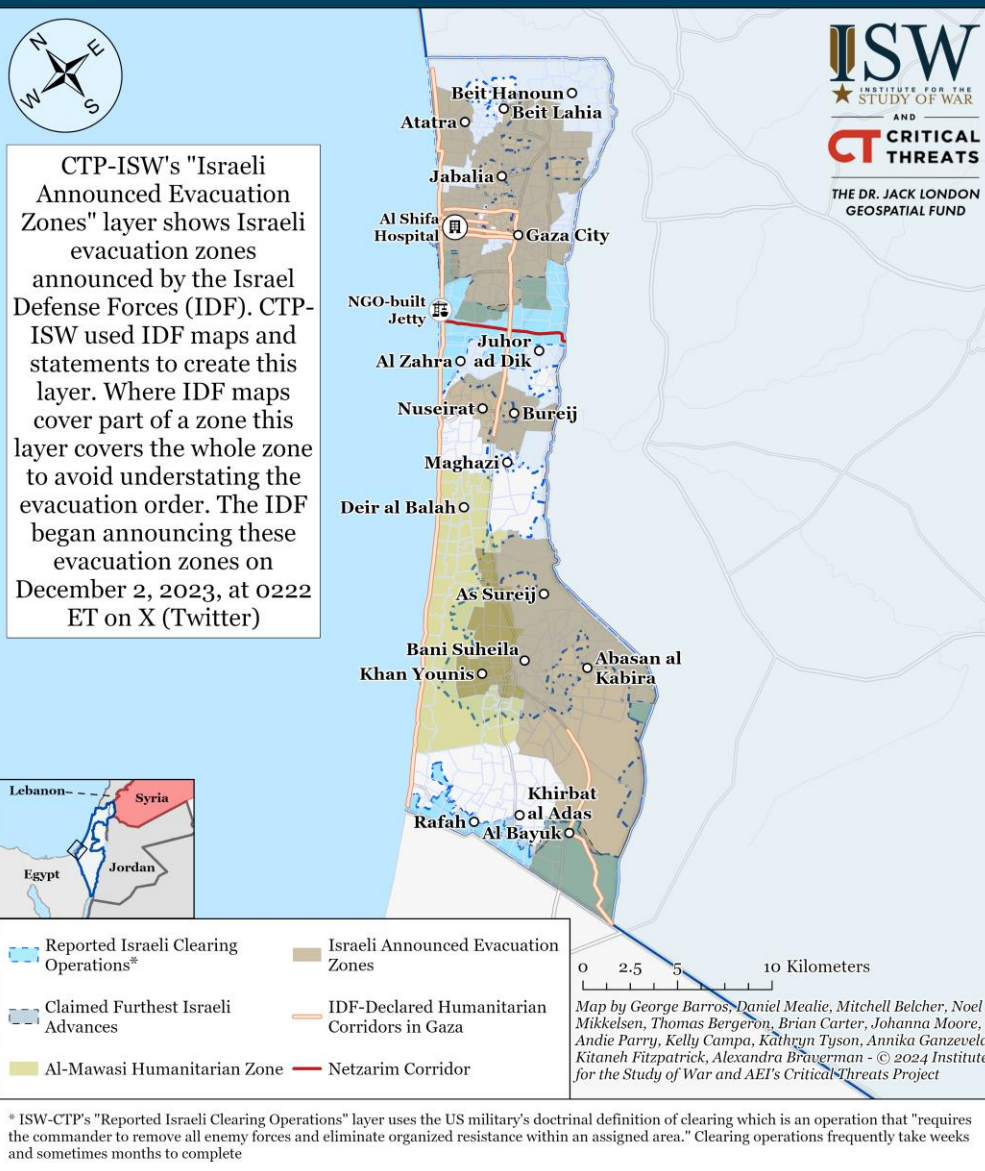 N
E
W
S
ISW
INSTITUTE FOR THE
STUDY OF WAR
AND
CT CRITICAL
THREATS
THE DR. JACK LONDON
GEOSPATIAL FUND
CTP-ISW's "Israeli
Announced Evacuation
Zones" layer shows Israeli
evacuation zones
announced by the Israel
Defense Forces (IDF). CTP-
ISW used IDF maps and
statements to create this
layer. Where IDF maps
cover part of a zone this
layer covers the whole zone
to avoid understating the
evacuation order. The IDF
began announcing these
evacuation zones on
December 2, 2023, at 0222
ET on X (Twitter)
Beit Hanoun
Beit Lahia
Atatra
Jabalia
Al Shifa
Hospital
Gaza City
NGO-built
Jetty
Juhor
ad Dik
Al Zahra
Nuseirat
Bureij
Maghazi
Deir al Balah
As Sureij
Bani Suheila
Abasan al
Kabira
Khan Younis
Khirbat
al Adas
Rafah
Al Bayuk
Lebanon
Syria
Egypt
Jordan
Reported Israeli Clearing
Operations*
Claimed Furthest Israeli
Advances
Al-Mawasi Humanitarian Zone
Israeli Announced Evacuation
Zones
IDF-Declared Humanitarian
Corridors in Gaza
Netzarim Corridor
0 2.5 5 10 Kilometers
Map by George Barros, Daniel Mealie, Mitchell Belcher, Noel
Mikkelsen, Thomas Bergeron, Brian Carter, Johanna Moore,
Andie Parry, Kelly Campa, Kathryn Tyson, Annika Ganzeveld,
Kitaneh Fitzpatrick, Alexandra Braverman - © 2024 Institute
for the Study of War and AEI's Critical Threats Project
* ISW-CTP's "Reported Israeli Clearing Operations" layer uses the US military's doctrinal definition of clearing which is an operation that "requires
the commander to remove all enemy forces and eliminate organized resistance within an assigned area." Clearing operations frequently take weeks
and sometimes months to complete